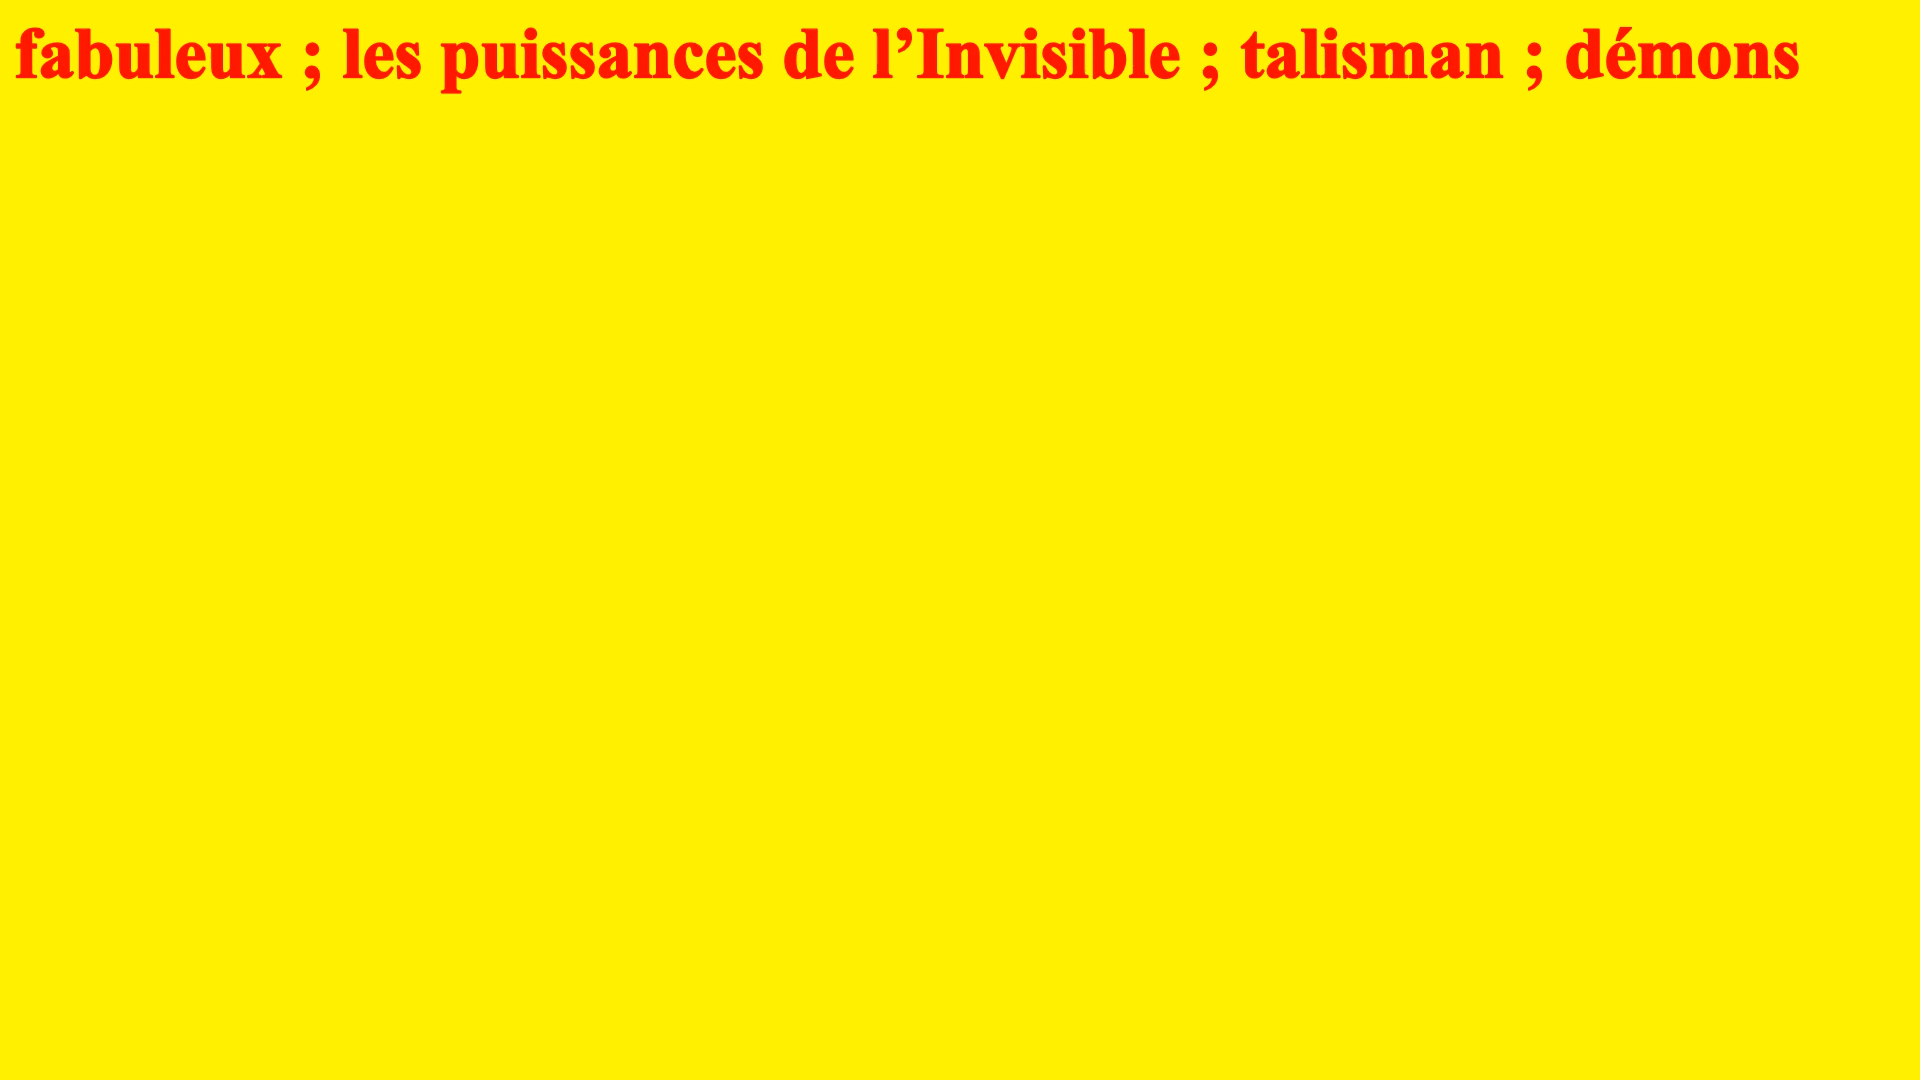 fabuleux ; les puissances de l’Invisible ; talisman ; démons